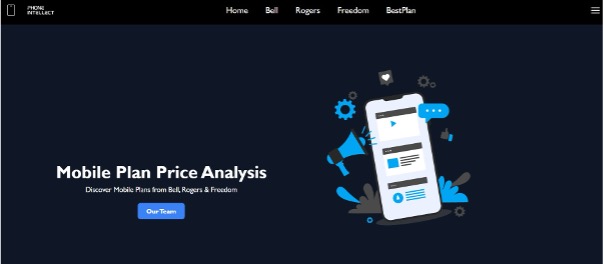 PHONE
INTELLECT
Home Bell Rogers Freedom BestPlan
Mobile Plan Price Analysis
Discover Mobile Plans from Bell, Rogers & Freedom
Our Team